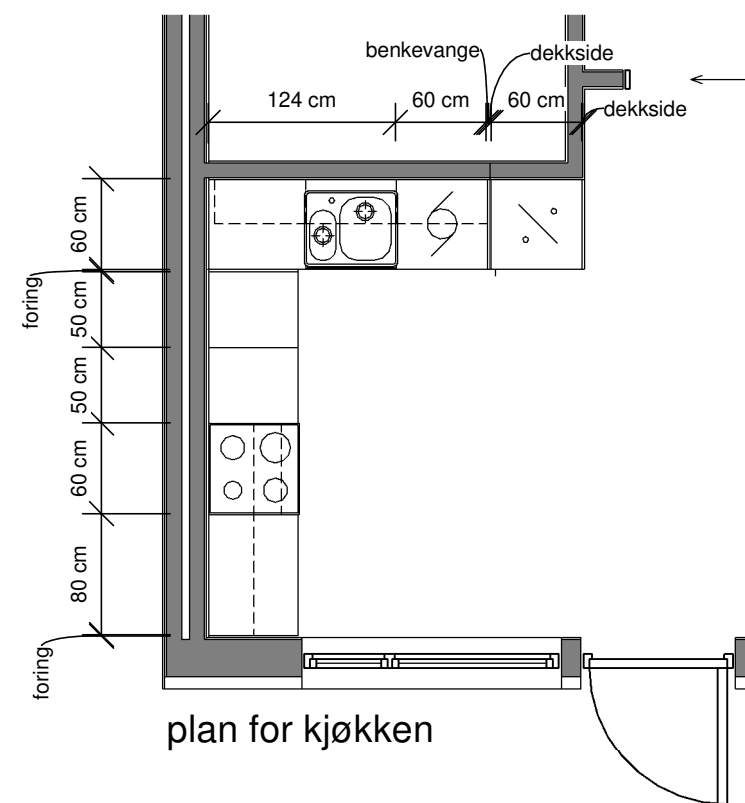 benkevange
dekkside
124 cm
60 cm
60 cm
dekkside
60 cm
foring
50 cm
50 cm
60 cm
80 cm
foring
plan for kjøkken